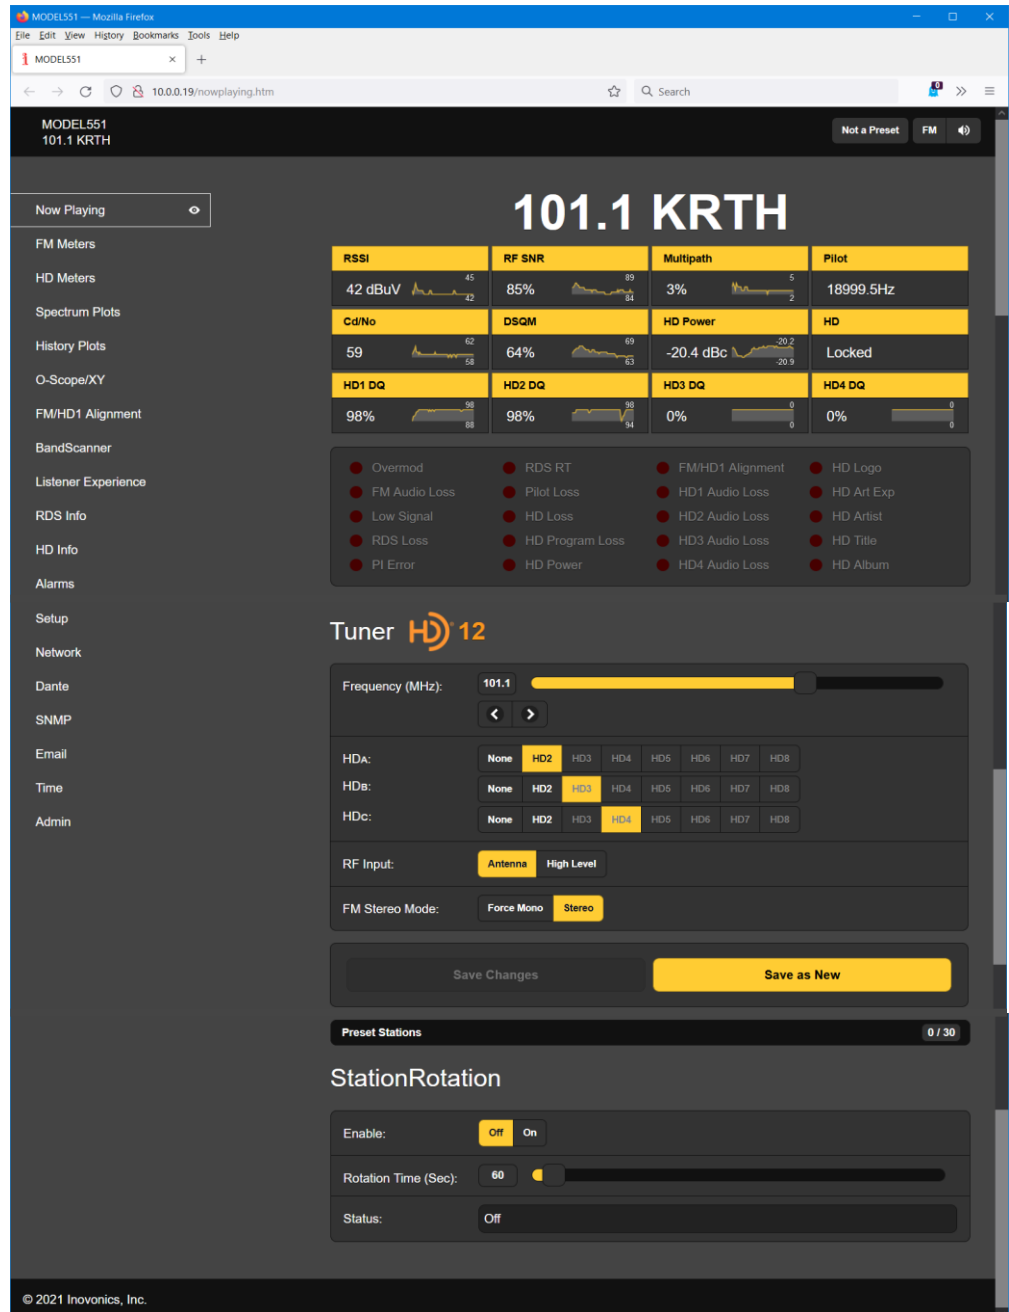 MODEL551 — Mozilla Firefox
File Edit View History Bookmarks Tools Help
MODEL551
10.0.0.19/nowplaying.htm
Search
0
MODEL551
101.1 KRTH
Not a Preset
FM
Now Playing
FM Meters
HD Meters
Spectrum Plots
History Plots
O-Scope/XY
FM/HD1 Alignment
BandScanner
Listener Experience
RDS Info
HD Info
Alarms
Setup
Network
Dante
SNMP
Email
Time
Admin
101.1 KRTH
RSSI RF SNR Multipath Pilot
42 dBuV 45 42 85% 89 84 3% 5 2 18999.5Hz
Cd/No DSQM HD Power HD
59 62 58 64% 69 63 -20.4 dBc -20.2 -20.9 Locked
HD1 DQ HD2 DQ HD3 DQ HD4 DQ
98% 98 88 98% 98 94 0% 0 0 0% 0 0
Overmod RDS RT FM/HD1 Alignment HD Logo
FM Audio Loss Pilot Loss HD1 Audio Loss HD Art Exp
Low Signal HD Loss HD2 Audio Loss HD Artist
RDS Loss HD Program Loss HD3 Audio Loss HD Title
PI Error HD Power HD4 Audio Loss HD Album
Tuner HD 12
Frequency (MHz): 101.1
HDA: None HD2 HD3 HD4 HD5 HD6 HD7 HD8
HDB: None HD2 HD3 HD4 HD5 HD6 HD7 HD8
HDC: None HD2 HD3 HD4 HD5 HD6 HD7 HD8
RF Input: Antenna High Level
FM Stereo Mode: Force Mono Stereo
Save Changes Save as New
Preset Stations 0 / 30
StationRotation
Enable: Off On
Rotation Time (Sec): 60
Status: Off
© 2021 Inovonics, Inc.